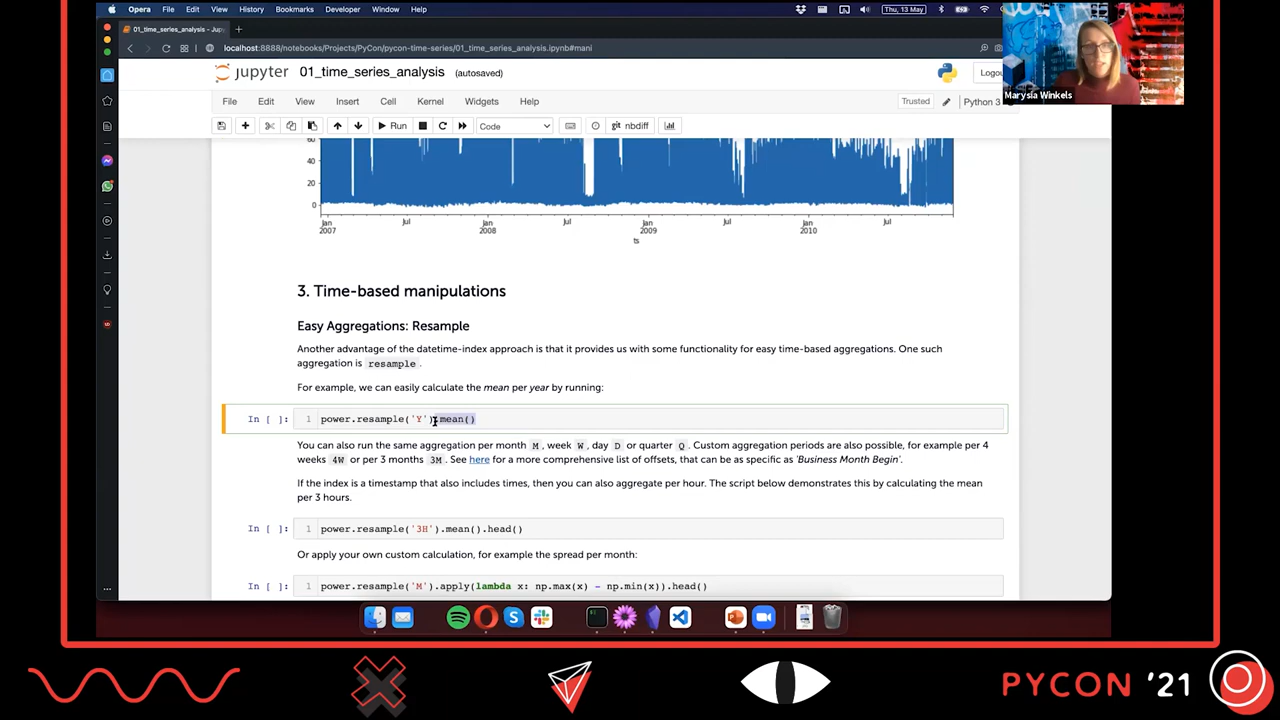 Opera File Edit View History Bookmarks Developer Window Help
Thu, 13 May
01_time_series_analysis - Jup
localhost:8888/notebooks/Projects/PyCon/pycon-time-series/01_time_series_analysis.ipynb#mani
jupyter 01_time_series_analysis (autosaved)
Logou
Marysia Winkels
File Edit View Insert Cell Kernel Widgets Help
Trusted Python 3
Run Code git nbdiff
60
40
20
0
Jan Jul Jan Jul Jan Jul Jan Jul
2007 2008 2009 2010
ts
3. Time-based manipulations
Easy Aggregations: Resample
Another advantage of the datetime-index approach is that it provides us with some functionality for easy time-based aggregations. One such
aggregation is resample .
For example, we can easily calculate the mean per year by running:
In [ ]: 1 power.resample('Y').mean()
You can also run the same aggregation per month M , week W , day D or quarter Q . Custom aggregation periods are also possible, for example per 4
weeks 4W or per 3 months 3M . See here for a more comprehensive list of offsets, that can be as specific as 'Business Month Begin'.
If the index is a timestamp that also includes times, then you can also aggregate per hour. The script below demonstrates this by calculating the mean
per 3 hours.
In [ ]: 1 power.resample('3H').mean().head()
Or apply your own custom calculation, for example the spread per month:
In [ ]: 1 power.resample('M').apply(lambda x: np.max(x) - np.min(x)).head()
PYCON '21